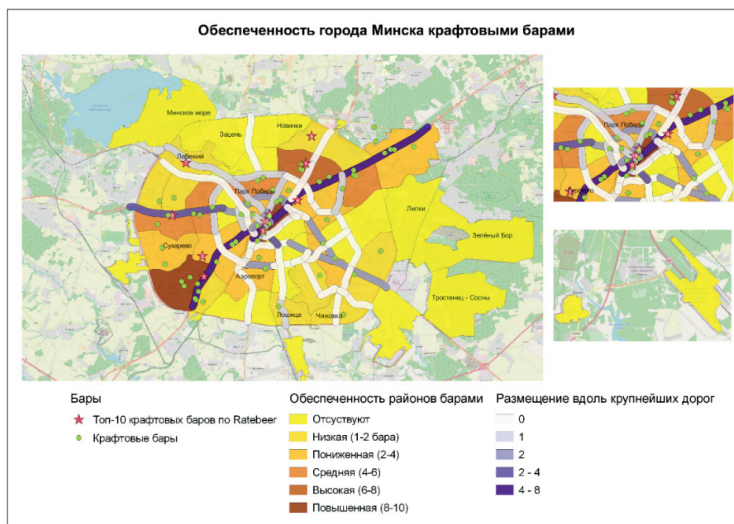 Обеспеченность города Минска крафтовыми барами
Минское море
Зацень
Новинки
Лебяжий
Парк Победы
Липки
Зелёный Бор
Сухарево
Аэропорт
Тростенец - Сосны
Лошица
Чижовка
Парк Победы
Бары
Топ-10 крафтовых баров по Ratebeer
Крафтовые бары
Обеспеченность районов барами
Отсуствуют
Низкая (1-2 бара)
Пониженная (2-4)
Средняя (4-6)
Высокая (6-8)
Повышенная (8-10)
Размещение вдоль крупнейших дорог
0
1
2
2 - 4
4 - 8